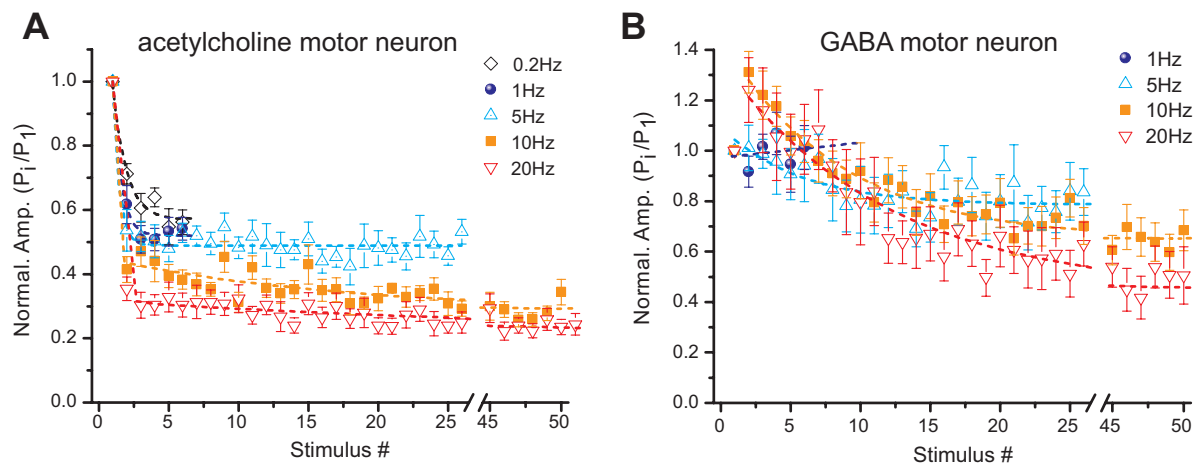 A
acetylcholine motor neuron
0.2Hz
1Hz
5Hz
10Hz
20Hz
Normal. Amp. (Pi /P1)
1.0
0.8
0.6
0.4
0.2
0.0
0 5 10 15 20 25 45 50
Stimulus #
B
GABA motor neuron
1Hz
5Hz
10Hz
20Hz
Normal. Amp. (Pi /P1)
1.4
1.2
1.0
0.8
0.6
0.4
0.2
0.0
0 5 10 15 20 25 45 50
Stimulus #